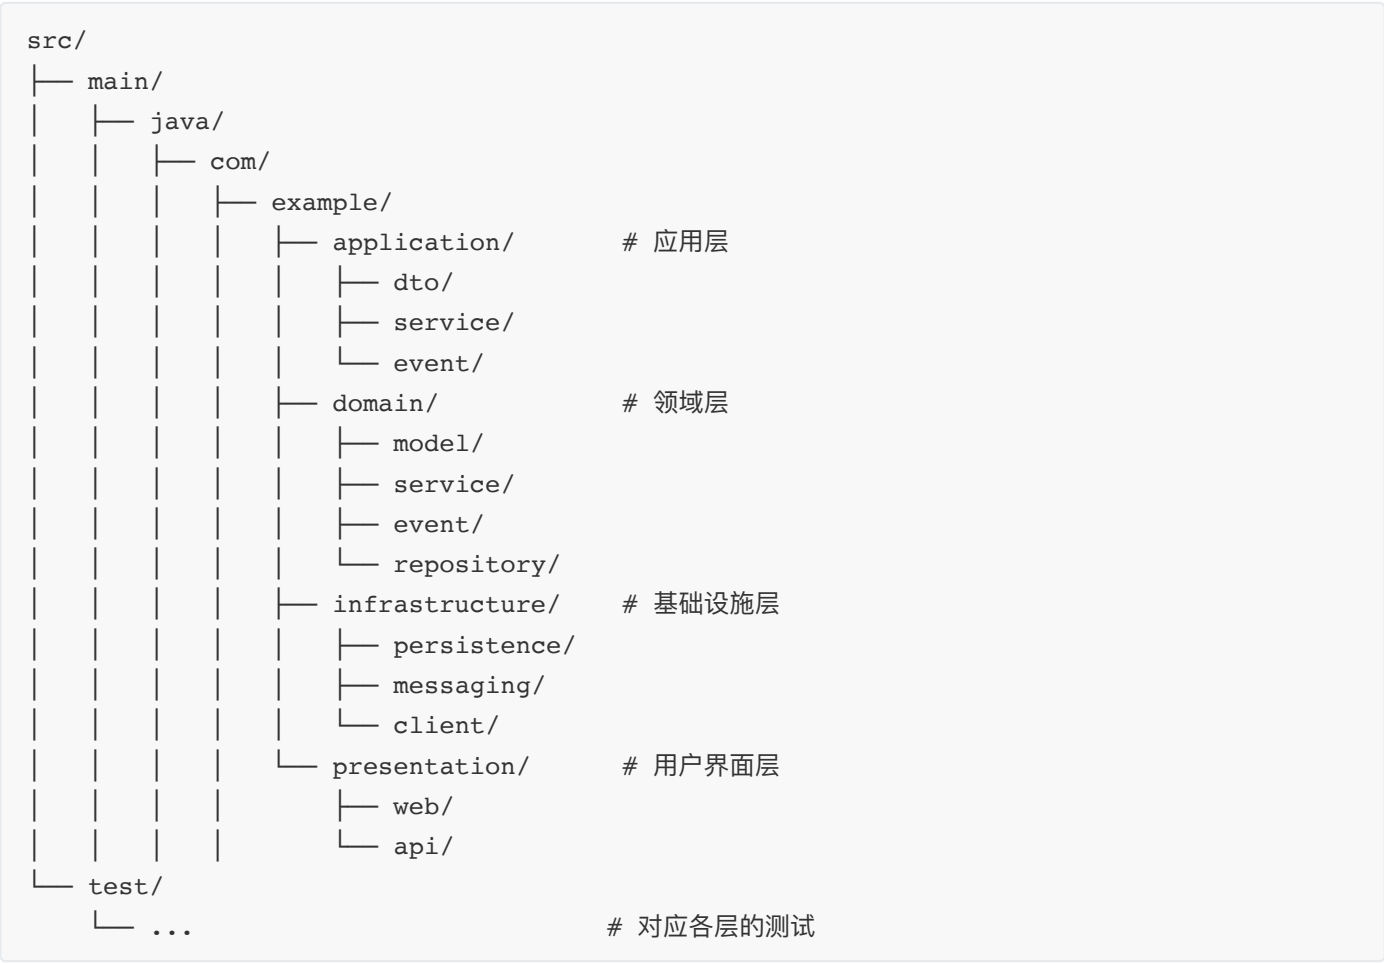 src/
├── main/
│   ├── java/
│   │   ├── com/
│   │   │   ├── example/
│   │   │   │   ├── application/       # 应用层
│   │   │   │   │   ├── dto/
│   │   │   │   │   ├── service/
│   │   │   │   │   └── event/
│   │   │   │   ├── domain/            # 领域层
│   │   │   │   │   ├── model/
│   │   │   │   │   ├── service/
│   │   │   │   │   ├── event/
│   │   │   │   │   └── repository/
│   │   │   │   ├── infrastructure/    # 基础设施层
│   │   │   │   │   ├── persistence/
│   │   │   │   │   ├── messaging/
│   │   │   │   │   └── client/
│   │   │   │   └── presentation/      # 用户界面层
│   │   │   │       ├── web/
│   │   │   │       └── api/
└── test/
    └── ...                           # 对应各层的测试